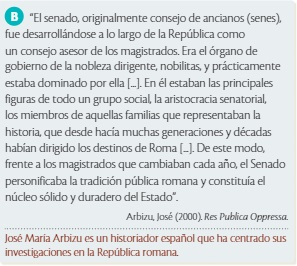 B “El senado, originalmente consejo de ancianos (senes),
fue desarrollándose a lo largo de la República como
un consejo asesor de los magistrados. Era el órgano de
gobierno de la nobleza dirigente, nobilitas, y prácticamente
estaba dominado por ella [...]. En él estaban las principales
figuras de todo un grupo social, la aristocracia senatorial,
los miembros de aquellas familias que representaban la
historia, que desde hacía muchas generaciones y décadas
habían dirigido los destinos de Roma [...]. De este modo,
frente a los magistrados que cambiaban cada año, el Senado
personificaba la tradición pública romana y constituía el
núcleo sólido y duradero del Estado”.
Arbizu, José (2000). Res Publica Oppressa.
José María Arbizu es un historiador español que ha centrado sus
investigaciones en la República romana.